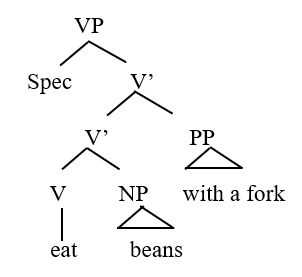 VP
Spec V’
V’ PP
V NP with a fork
eat beans